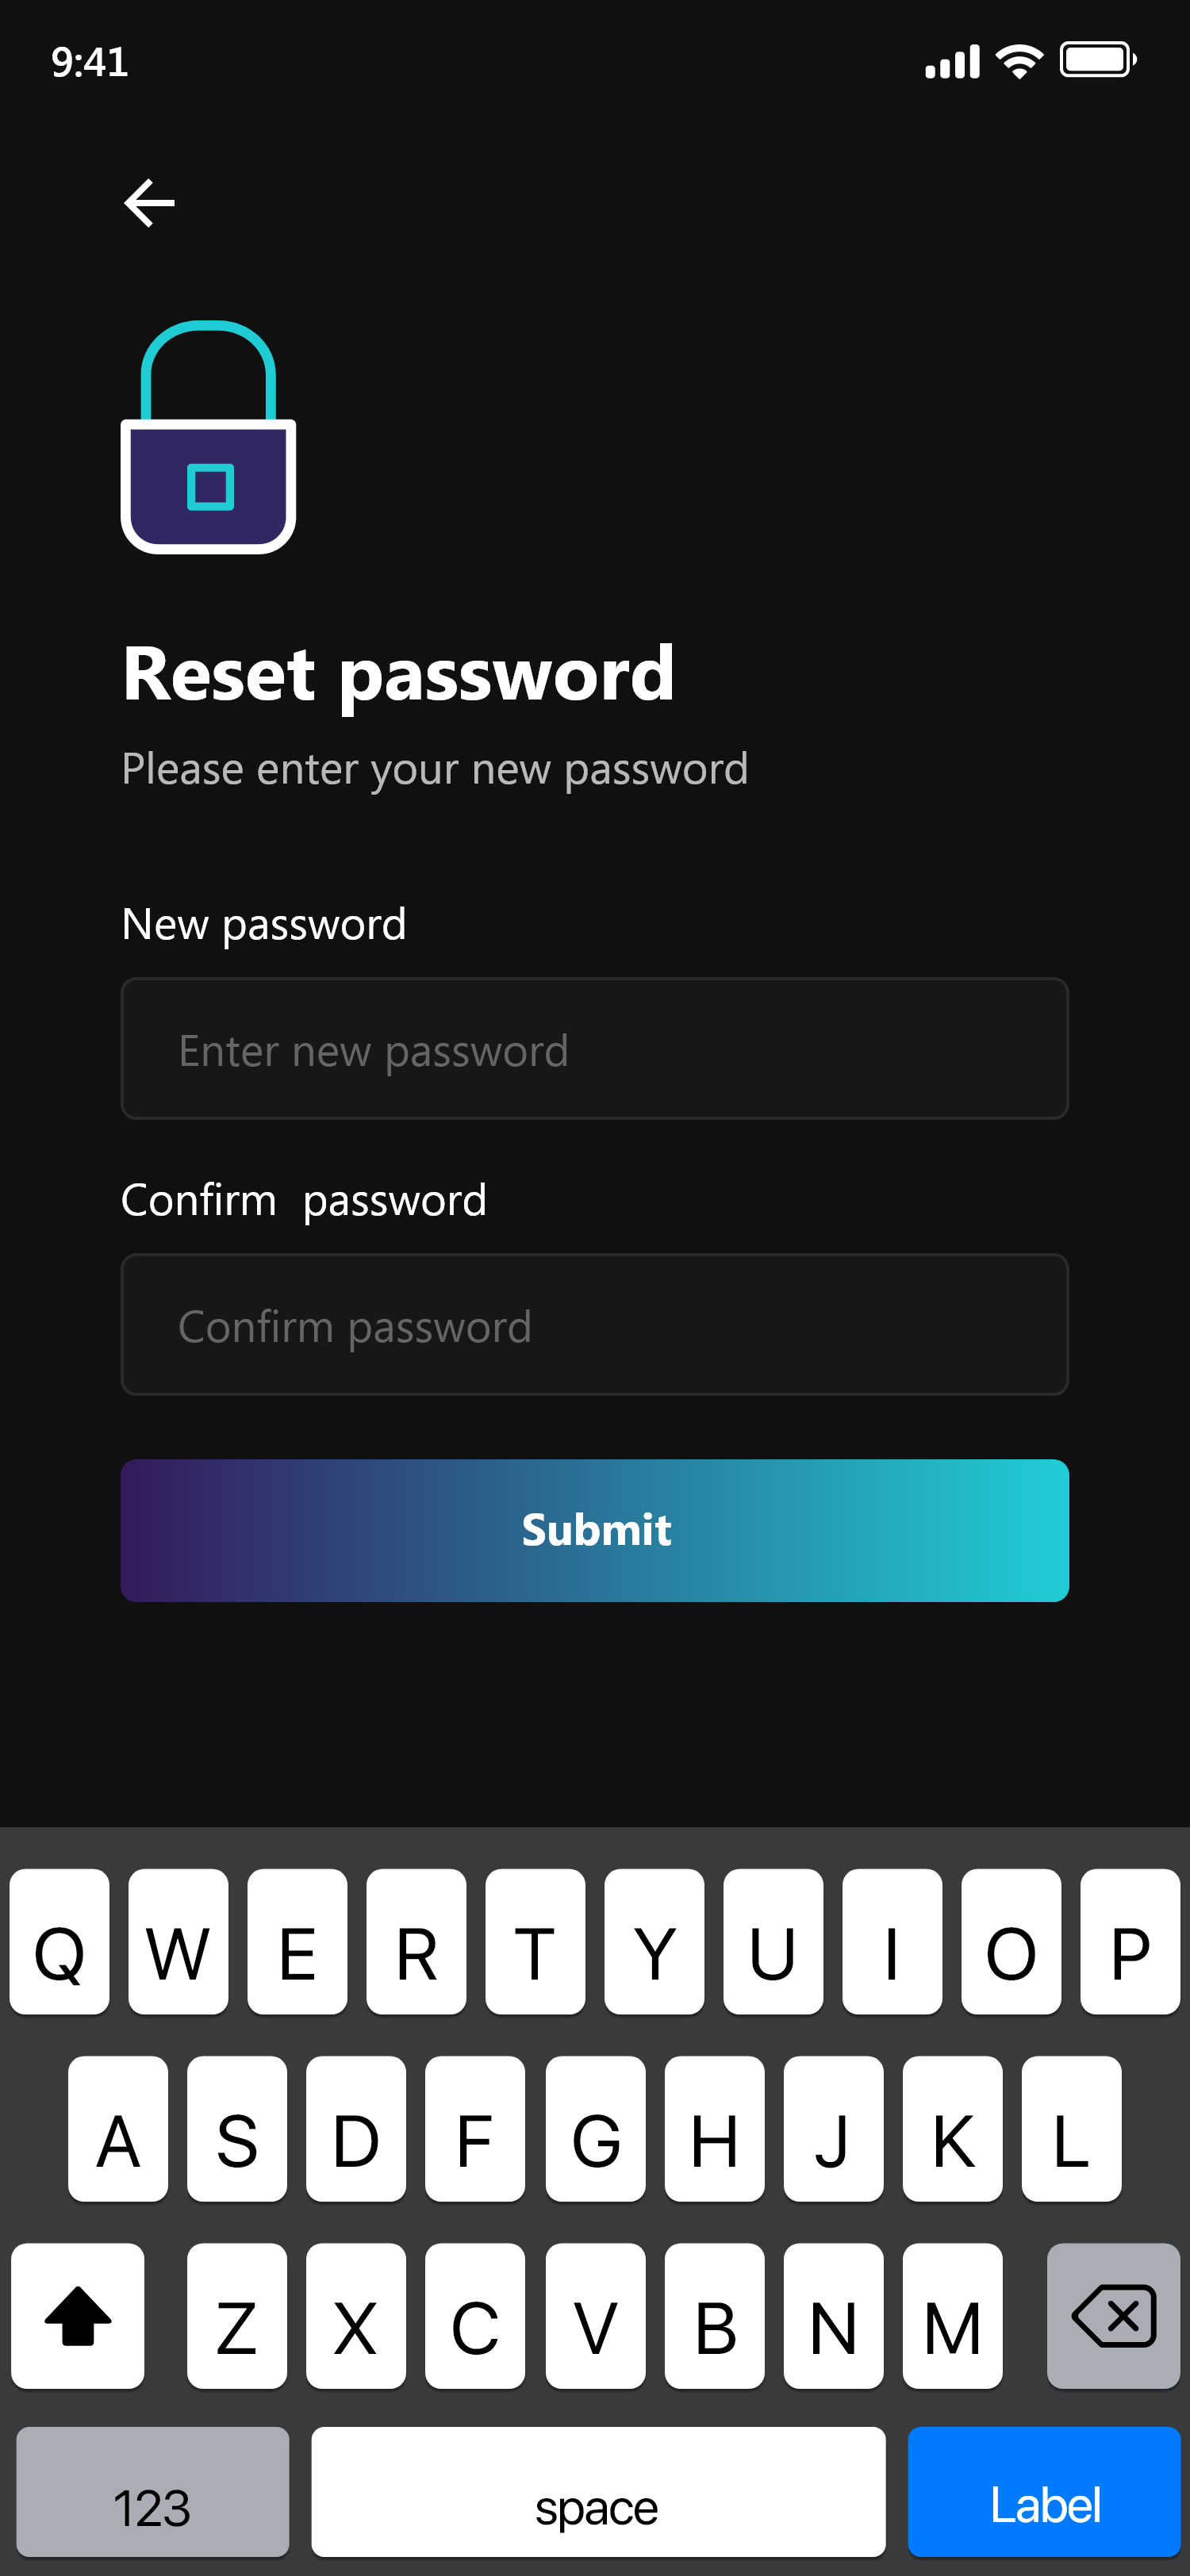 9:41
Reset password
Please enter your new password
New password
Enter new password
Confirm  password
Confirm password
Submit
Q W E R T Y U I O P
A S D F G H J K L
Z X C V B N M
123 space Label